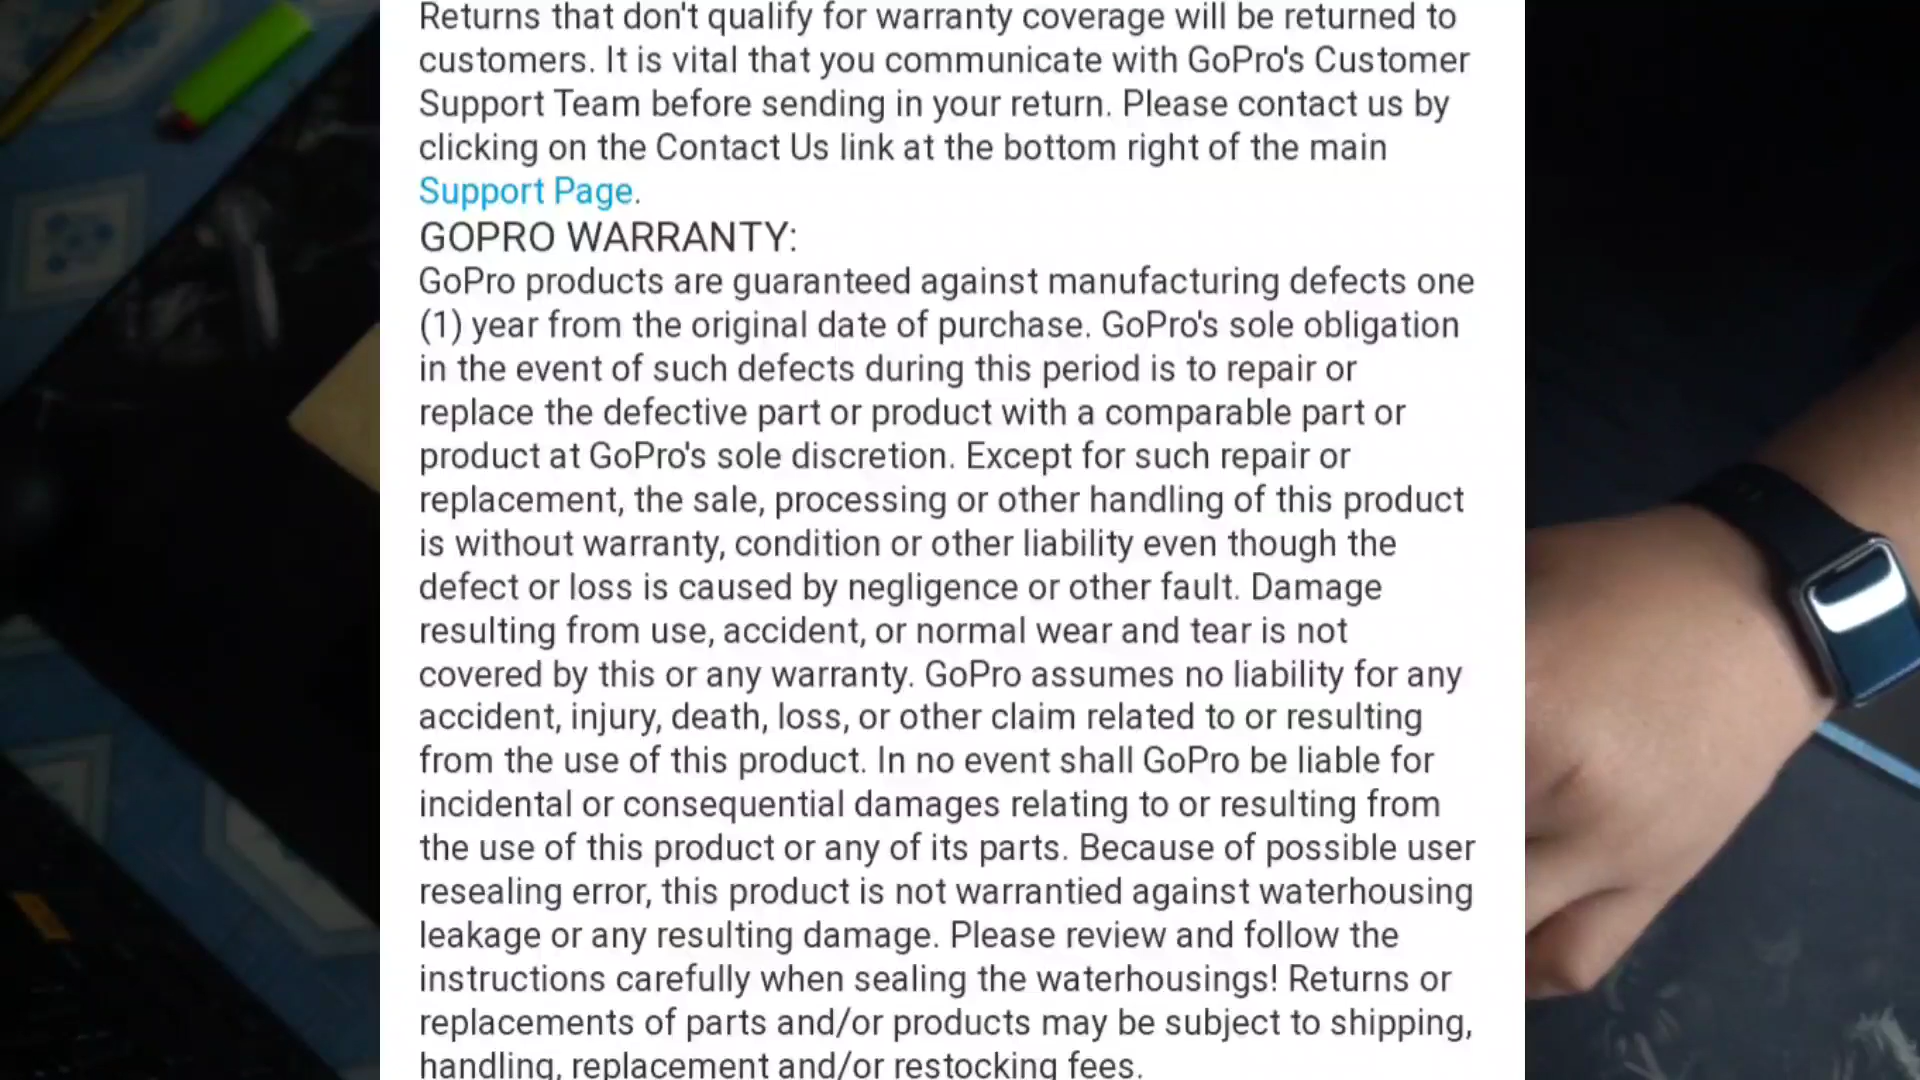 Returns that don't qualify for warranty coverage will be returned to
customers. It is vital that you communicate with GoPro's Customer
Support Team before sending in your return. Please contact us by
clicking on the Contact Us link at the bottom right of the main
Support Page.
GOPRO WARRANTY:
GoPro products are guaranteed against manufacturing defects one
(1) year from the original date of purchase. GoPro's sole obligation
in the event of such defects during this period is to repair or
replace the defective part or product with a comparable part or
product at GoPro's sole discretion. Except for such repair or
replacement, the sale, processing or other handling of this product
is without warranty, condition or other liability even though the
defect or loss is caused by negligence or other fault. Damage
resulting from use, accident, or normal wear and tear is not
covered by this or any warranty. GoPro assumes no liability for any
accident, injury, death, loss, or other claim related to or resulting
from the use of this product. In no event shall GoPro be liable for
incidental or consequential damages relating to or resulting from
the use of this product or any of its parts. Because of possible user
resealing error, this product is not warrantied against waterhousing
leakage or any resulting damage. Please review and follow the
instructions carefully when sealing the waterhousings! Returns or
replacements of parts and/or products may be subject to shipping,
handling, replacement and/or restocking fees.